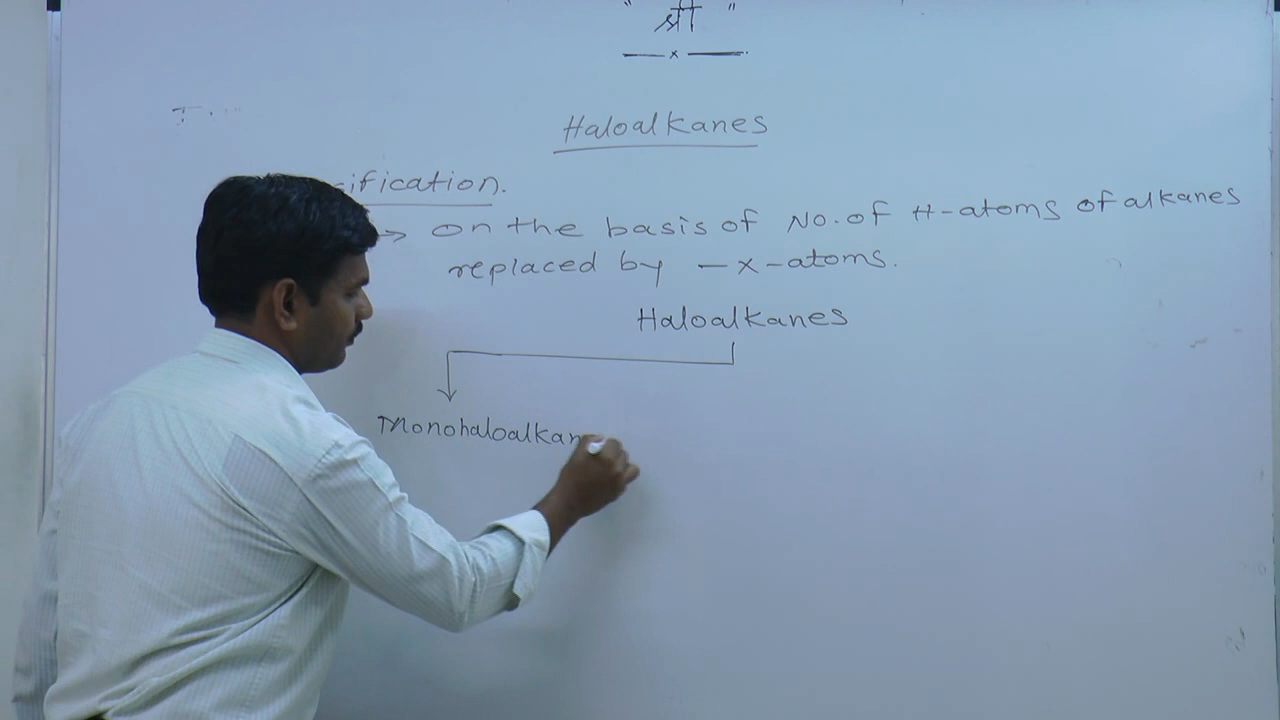 " श्री "
Haloalkanes
ification.
→ on the basis of No. of H-atoms of alkanes
replaced by -X-atoms.
Haloalkanes
Monohaloalkan